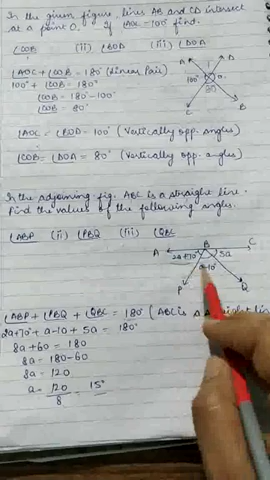 In the given figure, lines AB and CD intersect
at a point O, If ∠AOC=100° find.
∠COB (ii) ∠BOD (iii) ∠DOA
∠AOC + ∠COB = 180° (Linear Pair)
100° + ∠COB = 180°
∠COB = 180° - 100°
∠COB = 80°
A D
100°
O
C B
∠AOC = ∠BOD = 100° (Vertically opp. angles)
∠COB = ∠DOA = 80° (Vertically opp. angles)
In the adjoining fig. ABC is a straight line.
Find the values of the following angles.
∠ABP (ii) ∠PBQ (iii) ∠QBC
A B C
2a+70° 5a
a-10°
P Q
∠ABP + ∠PBQ + ∠QBC = 180° (ABC is a straight lin
2a+70° + a-10 + 5a = 180°
8a + 60 = 180
8a = 180-60
8a = 120
a = 120/8 = 15°